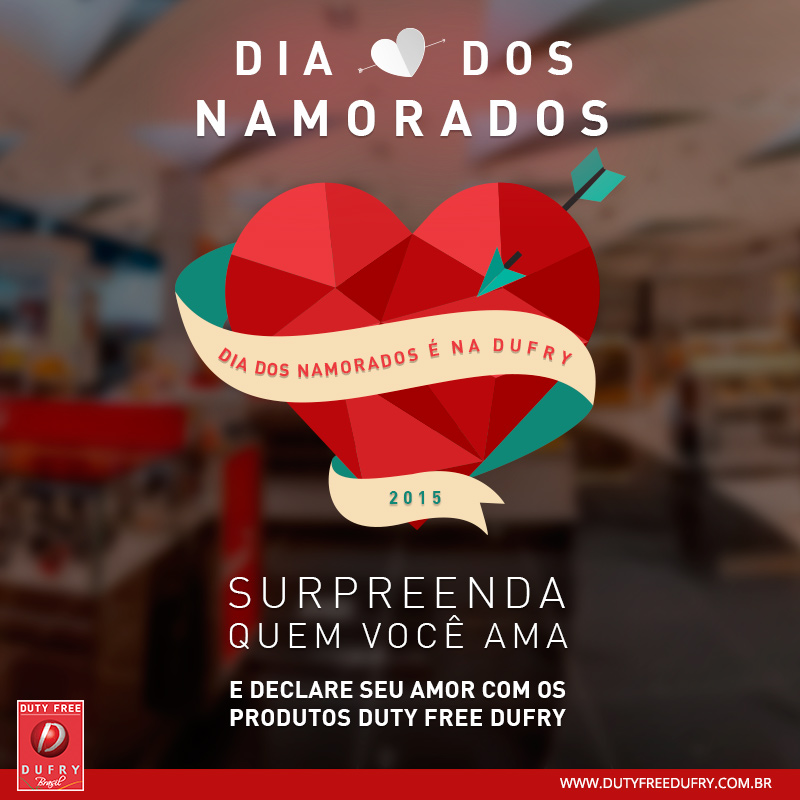 DIA DOS
NAMORADOS
DIA DOS NAMORADOS É NA DUFRY
2015
SURPREENDA
QUEM VOCÊ AMA
E DECLARE SEU AMOR COM OS
PRODUTOS DUTY FREE DUFRY
DUTY FREE
DUFRY
Brasil
WWW.DUTYFREEDUFRY.COM.BR